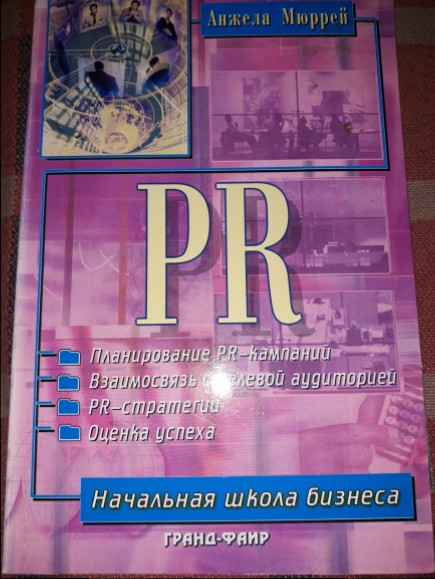 Анжела Мюррей
PR
Планирование PR-кампаний
Взаимосвязь с целевой аудиторией
PR-стратегии
Оценка успеха
Начальная школа бизнеса
ГРАНД-ФАИР